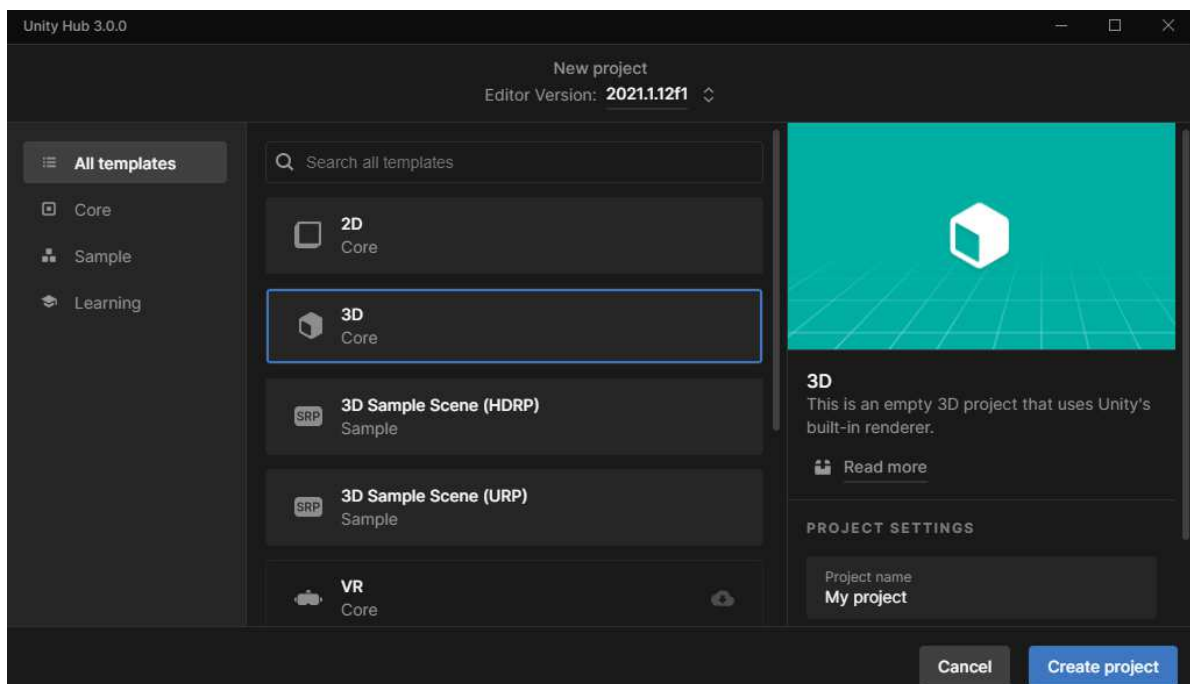 Unity Hub 3.0.0
New project
Editor Version: 2021.1.12f1
All templates
Core
Sample
Learning
Search all templates
2D
Core
3D
Core
SRP
3D Sample Scene (HDRP)
Sample
SRP
3D Sample Scene (URP)
Sample
VR
Core
3D
This is an empty 3D project that uses Unity's
built-in renderer.
Read more
PROJECT SETTINGS
Project name
My project
Cancel
Create project